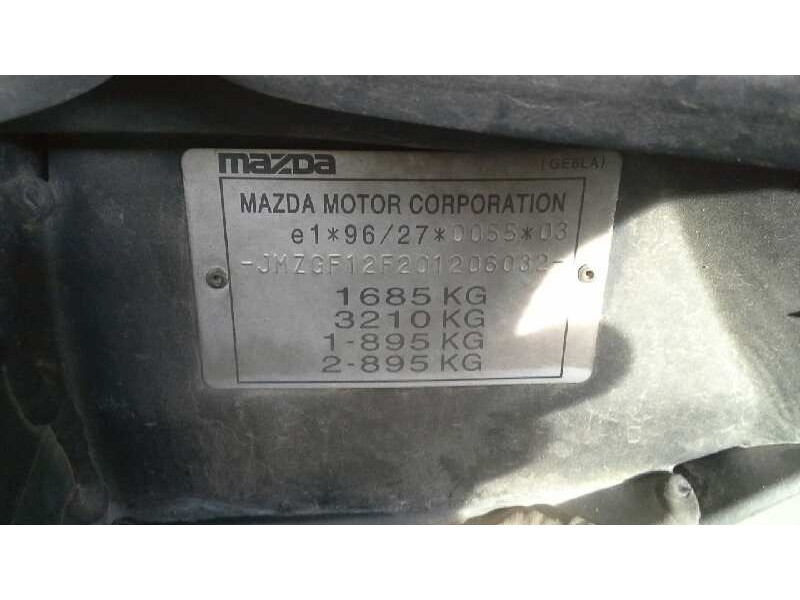 mazda (GE6LA)
MAZDA MOTOR CORPORATION
e1*96/27*0055*03
-JMZGF12F201206032-
1685 KG
3210 KG
1-895 KG
2-895 KG